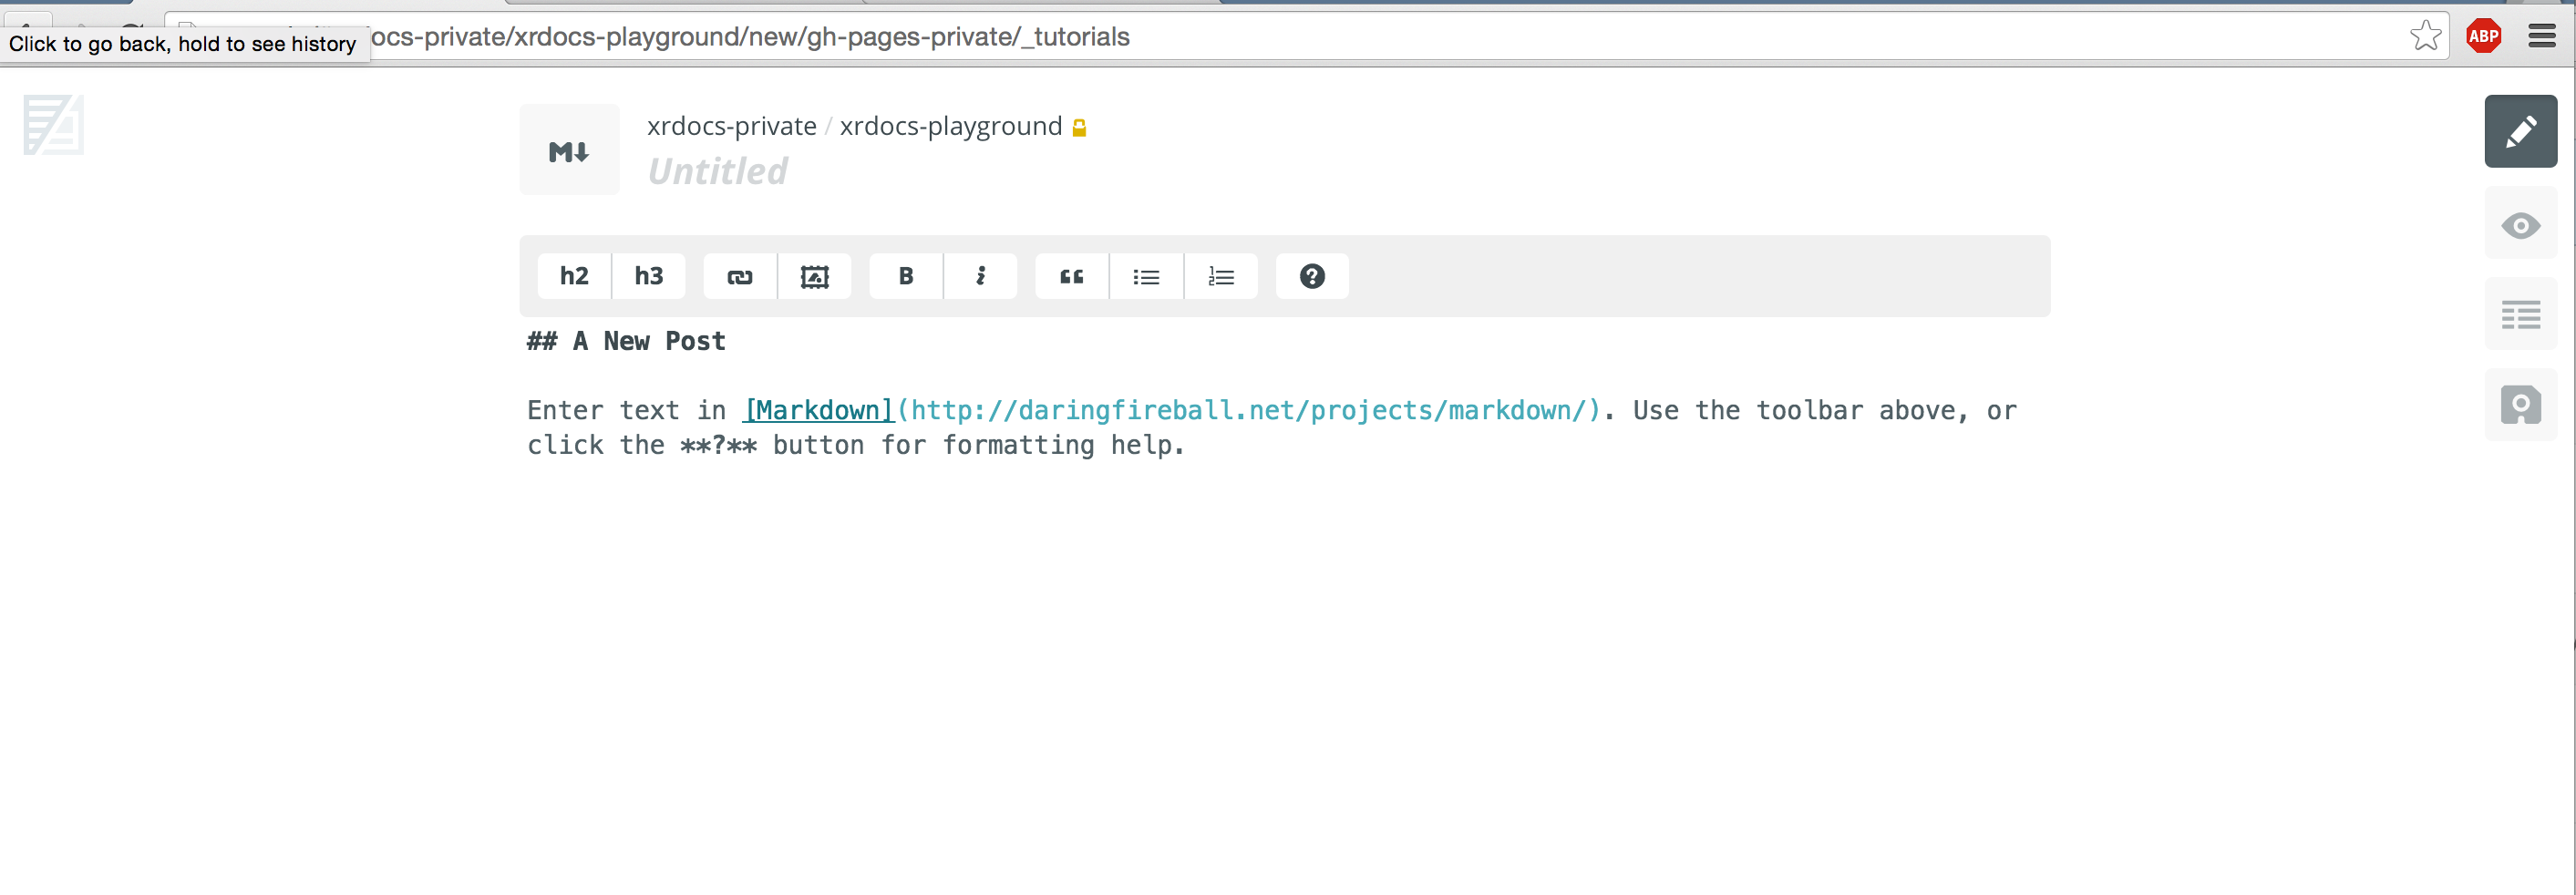 Click to go back, hold to see history
ocs-private/xrdocs-playground/new/gh-pages-private/_tutorials
ABP
M↓
xrdocs-private / xrdocs-playground
Untitled
h2 h3 B i ?
## A New Post
Enter text in [Markdown](http://daringfireball.net/projects/markdown/). Use the toolbar above, or
click the **?** button for formatting help.